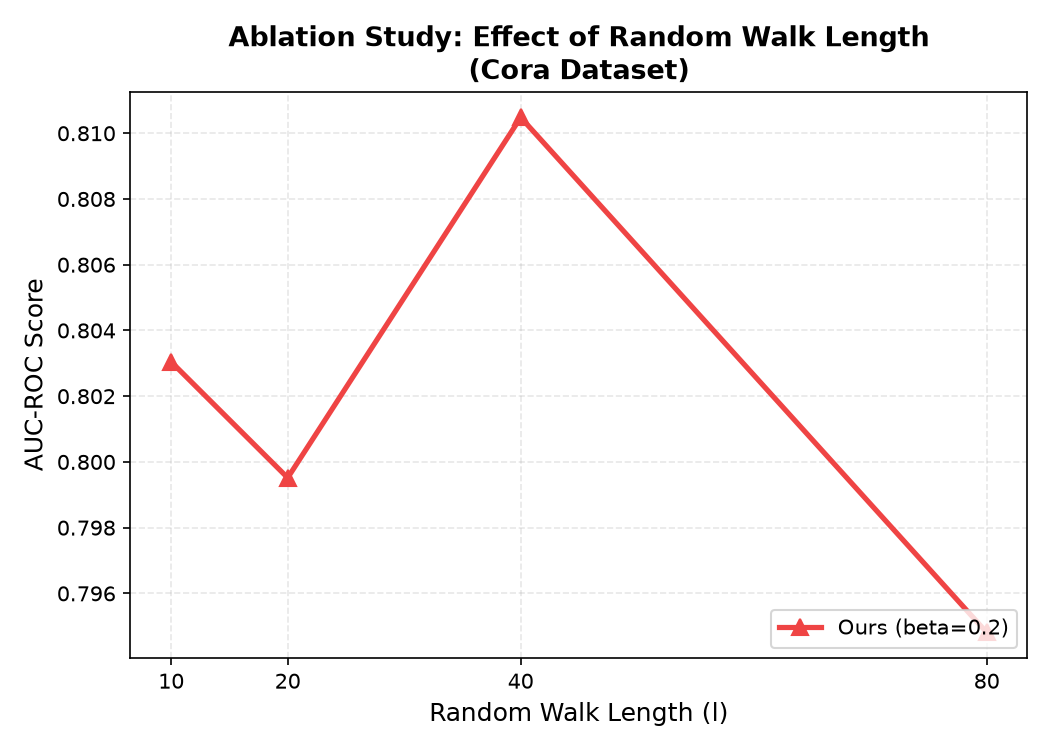 Ablation Study: Effect of Random Walk Length
(Cora Dataset)
AUC-ROC Score
0.810
0.808
0.806
0.804
0.802
0.800
0.798
0.796
Ours (beta=0.2)
10 20 40 80
Random Walk Length (l)